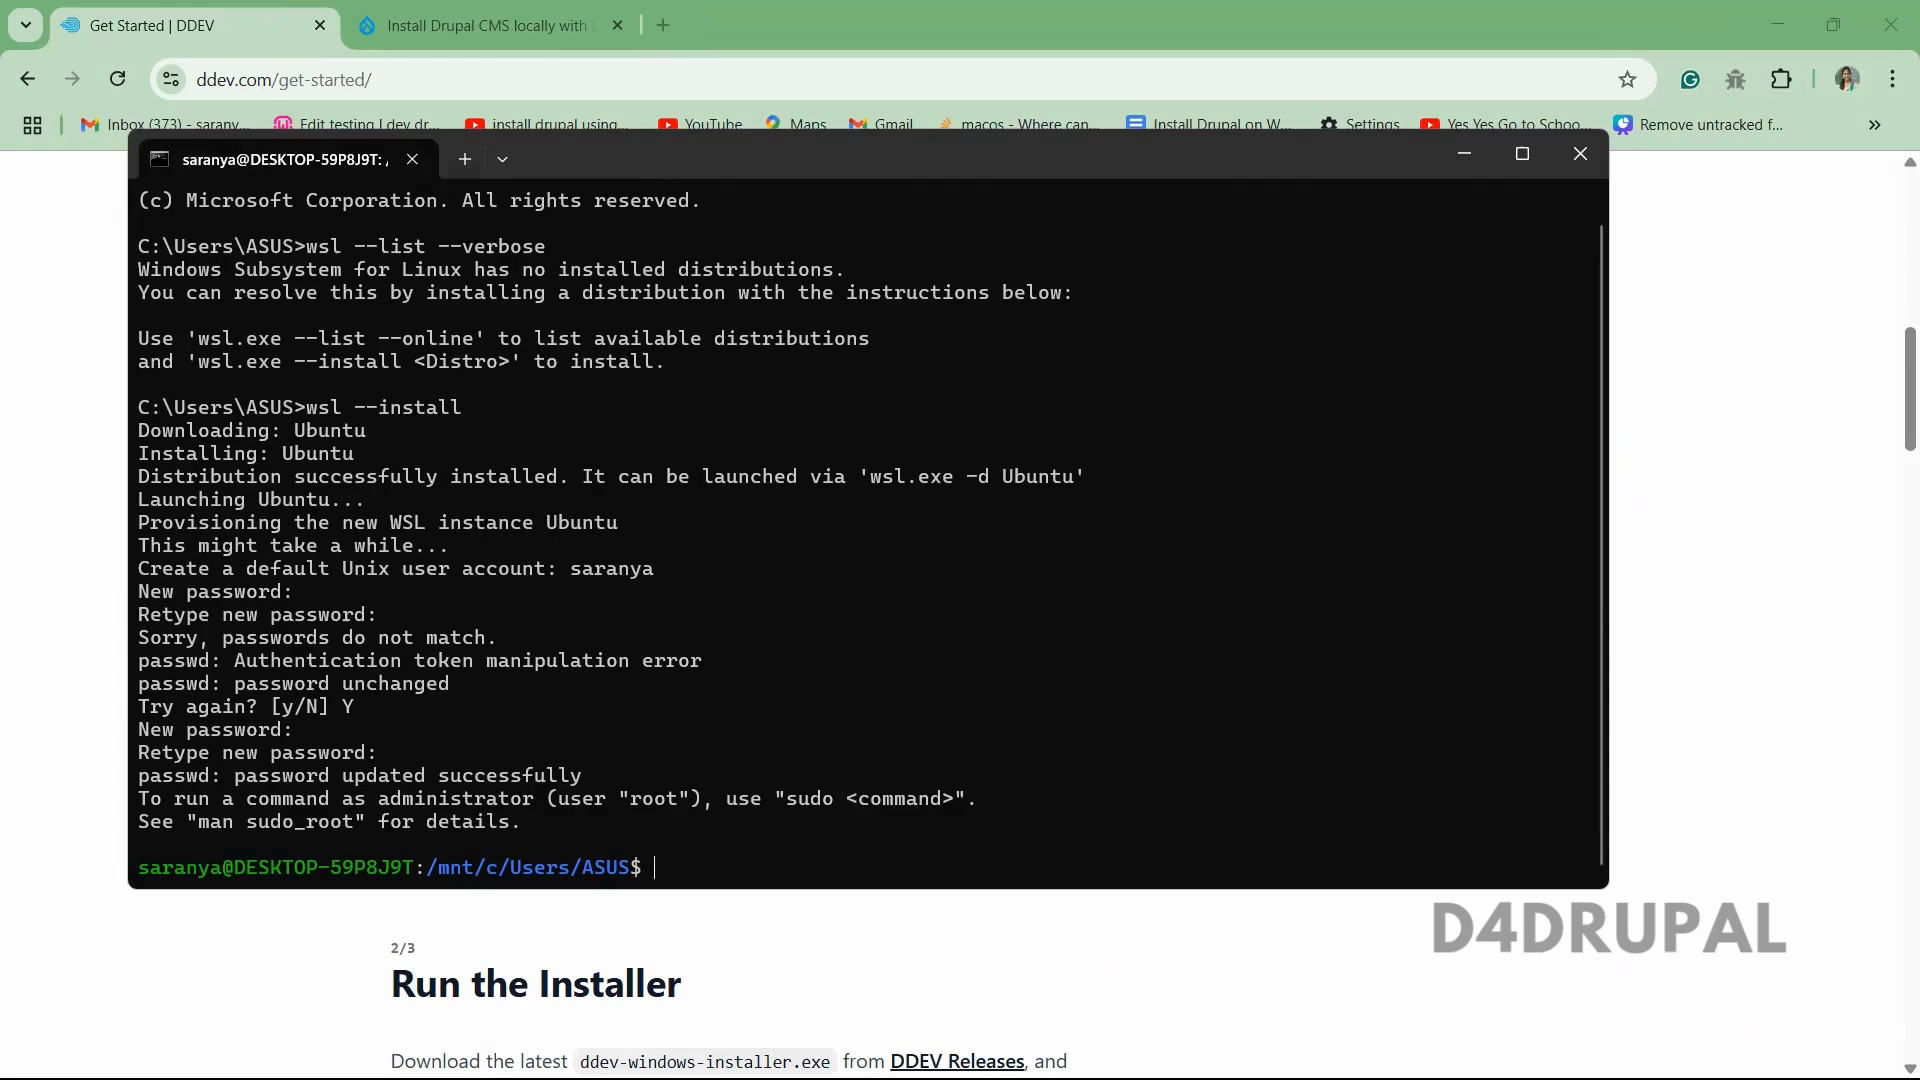 Get Started | DDEV
Install Drupal CMS locally with
ddev.com/get-started/
Inbox (373) - sarany...
Edit testing | dev dr...
install drupal using...
YouTube
Maps
Gmail
macos - Where can...
Install Drupal on W...
Settings
Yes Yes Go to Schoo...
Remove untracked f...
saranya@DESKTOP-59P8J9T: /
(c) Microsoft Corporation. All rights reserved.
C:\Users\ASUS>wsl --list --verbose
Windows Subsystem for Linux has no installed distributions.
You can resolve this by installing a distribution with the instructions below:
Use 'wsl.exe --list --online' to list available distributions
and 'wsl.exe --install <Distro>' to install.
C:\Users\ASUS>wsl --install
Downloading: Ubuntu
Installing: Ubuntu
Distribution successfully installed. It can be launched via 'wsl.exe -d Ubuntu'
Launching Ubuntu...
Provisioning the new WSL instance Ubuntu
This might take a while...
Create a default Unix user account: saranya
New password:
Retype new password:
Sorry, passwords do not match.
passwd: Authentication token manipulation error
passwd: password unchanged
Try again? [y/N] Y
New password:
Retype new password:
passwd: password updated successfully
To run a command as administrator (user "root"), use "sudo <command>".
See "man sudo_root" for details.
saranya@DESKTOP-59P8J9T:/mnt/c/Users/ASUS$
D4DRUPAL
2/3
Run the Installer
Download the latest ddev-windows-installer.exe from DDEV Releases, and